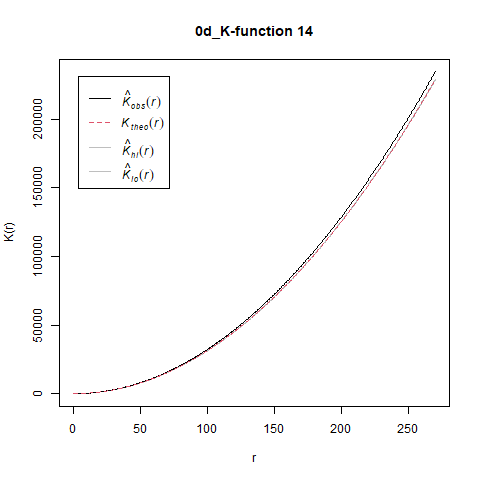 0d_K-function 14
K̂obs(r)
Ktheo(r)
K̂hi(r)
K̂lo(r)
K(r)
200000
150000
100000
50000
0
0 50 100 150 200 250
r